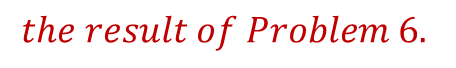 the result of Problem 6.